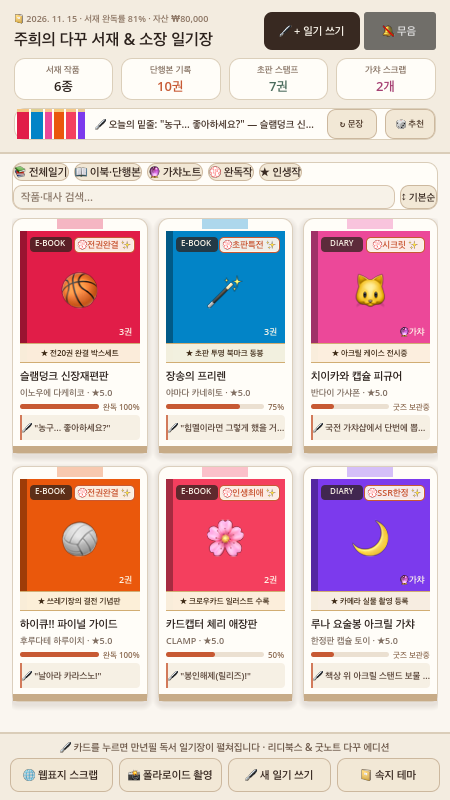 2026. 11. 15 · 서재 완독률 81% · 자산 ₩80,000
주희의 다꾸 서재 & 소장 일기장
+ 일기 쓰기
무음
서재 작품
6종
단행본 기록
10권
초판 스탬프
7권
가챠 스크랩
2개
오늘의 밑줄: "농구... 좋아하세요?" — 슬램덩크 신...
↻ 문장
추천
전체일기
이북·단행본
가챠노트
완독작
★ 인생작
작품·대사 검색...
↕ 기본순
E-BOOK
전권완결
3권
★ 전20권 완결 박스세트
슬램덩크 신장재편판
이노우에 다케히코 · ★5.0
완독 100%
"농구... 좋아하세요?"
E-BOOK
초판특전
3권
★ 초판 투명 북마크 동봉
장송의 프리렌
야마다 카네히토 · ★5.0
75%
"힘멜이라면 그렇게 했을 거...
DIARY
시크릿
가챠
★ 아크릴 케이스 전시중
치이카와 캡슐 피규어
반다이 가샤폰 · ★5.0
굿즈 보관중
국전 가챠샵에서 단번에 뽑...
E-BOOK
전권완결
2권
★ 쓰레기장의 결전 기념판
하이큐!! 파이널 가이드
후루다테 하루이치 · ★5.0
완독 100%
"날아라 카라스노!"
E-BOOK
인생최애
2권
★ 크로우카드 일러스트 수록
카드캡터 체리 애장판
CLAMP · ★5.0
50%
"봉인해제(릴리즈)!"
DIARY
SSR한정
가챠
★ 카메라 실물 촬영 등록
루나 요술봉 아크릴 가챠
한정판 캡슐 토이 · ★5.0
굿즈 보관중
책상 위 아크릴 스탠드 보물 ...
카드를 누르면 만년필 독서 일기장이 펼쳐집니다 · 리디북스 & 굿노트 다꾸 에디션
웹표지 스크랩
폴라로이드 촬영
새 일기 쓰기
속지 테마